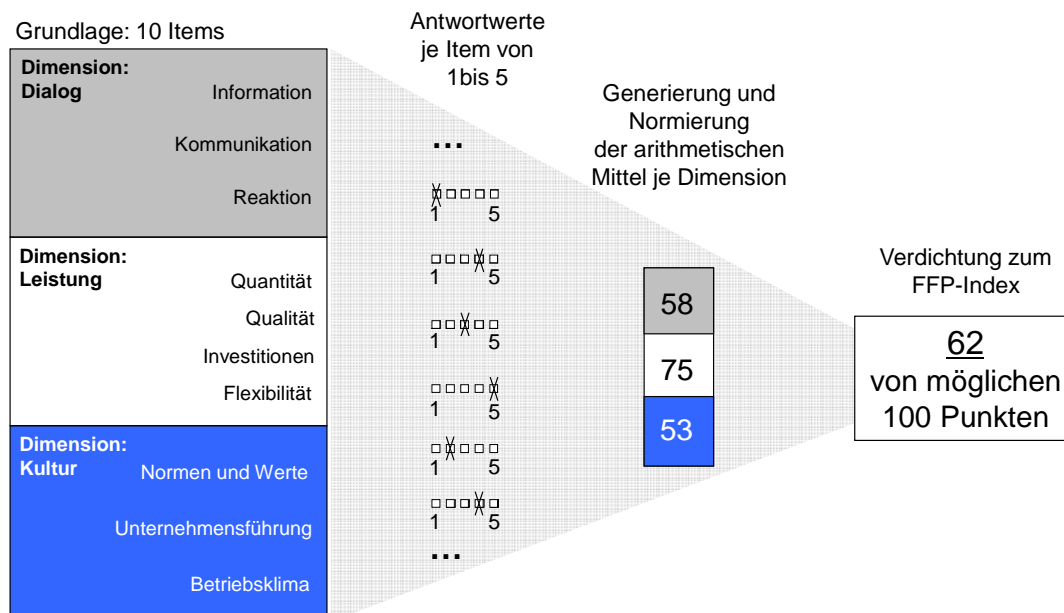 Grundlage: 10 Items
Dimension:
Dialog
Information
Kommunikation
Reaktion
Dimension:
Leistung
Quantität
Qualität
Investitionen
Flexibilität
Dimension:
Kultur
Normen und Werte
Unternehmensführung
Betriebsklima
Antwortwerte
je Item von
1bis 5
...
1 5
1 5
1 5
1 5
1 5
1 5
...
Generierung und
Normierung
der arithmetischen
Mittel je Dimension
58
75
53
Verdichtung zum
FFP-Index
62
von möglichen
100 Punkten